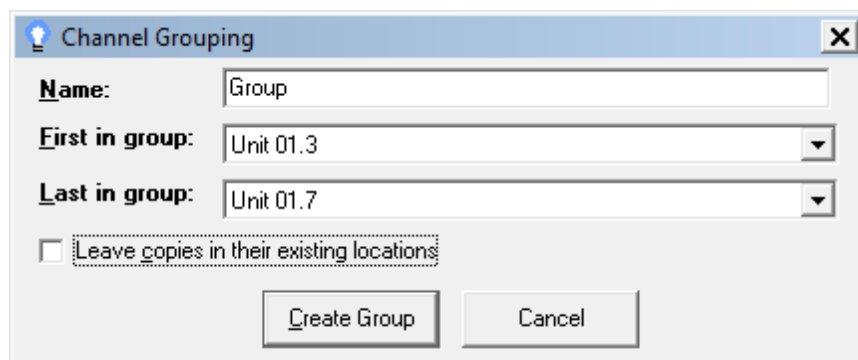 Channel Grouping
Name: Group
First in group: Unit 01.3
Last in group: Unit 01.7
Leave copies in their existing locations
Create Group Cancel